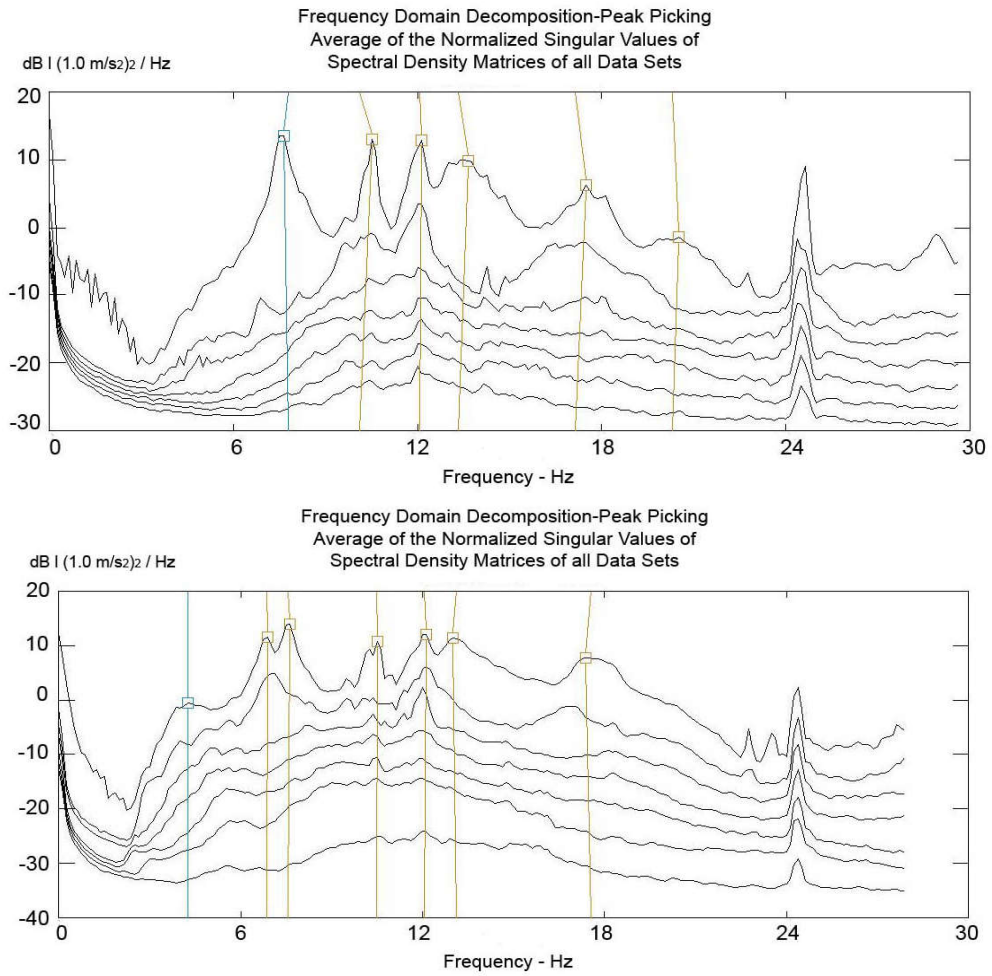 Frequency Domain Decomposition-Peak Picking
Average of the Normalized Singular Values of
Spectral Density Matrices of all Data Sets
dB I (1.0 m/s2)2 / Hz
20
10
0
-10
-20
-30
0 6 12 18 24 30
Frequency - Hz
Frequency Domain Decomposition-Peak Picking
Average of the Normalized Singular Values of
Spectral Density Matrices of all Data Sets
dB I (1.0 m/s2)2 / Hz
20
10
0
-10
-20
-30
-40
0 6 12 18 24 30
Frequency - Hz